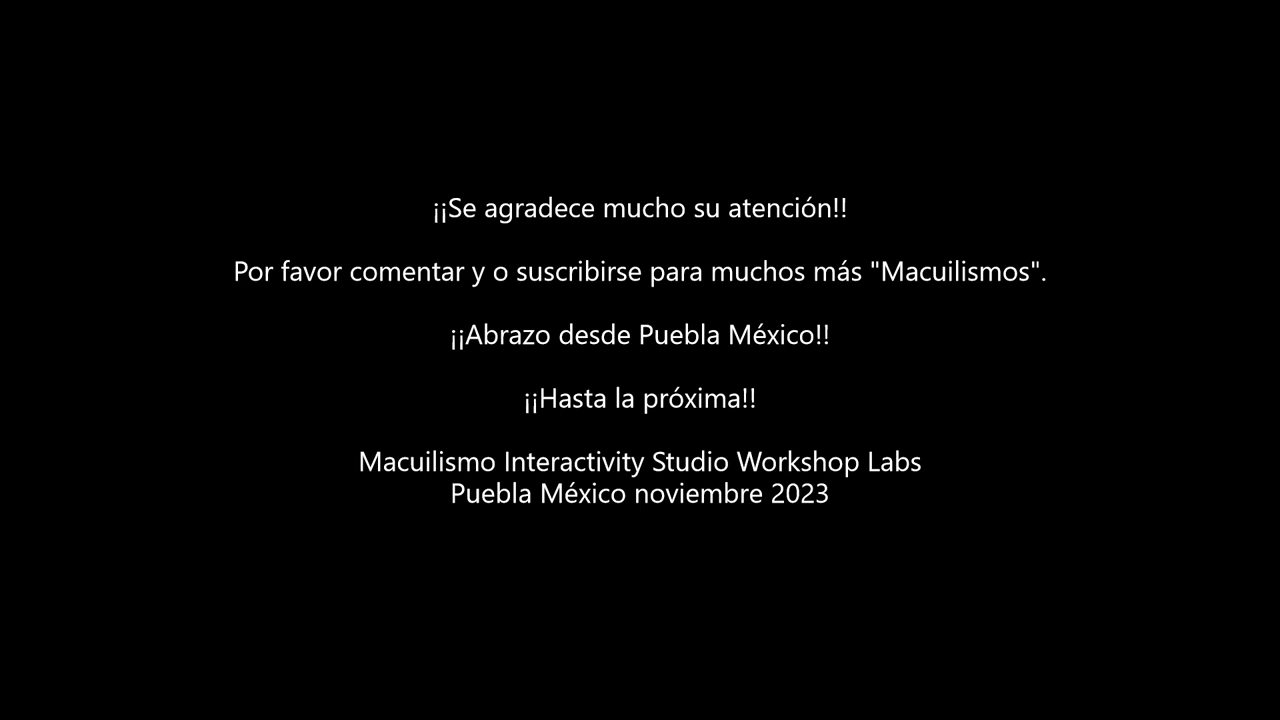 ¡¡Se agradece mucho su atención!!
Por favor comentar y o suscribirse para muchos más "Macuilismos".
¡¡Abrazo desde Puebla México!!
¡¡Hasta la próxima!!
Macuilismo Interactivity Studio Workshop Labs
Puebla México noviembre 2023